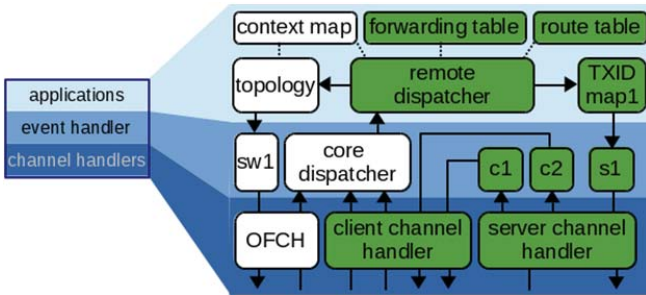 context map
forwarding table
route table
topology
remote
dispatcher
TXID
map1
applications
event handler
channel handlers
sw1
core
dispatcher
c1
c2
s1
OFCH
client channel
handler
server channel
handler